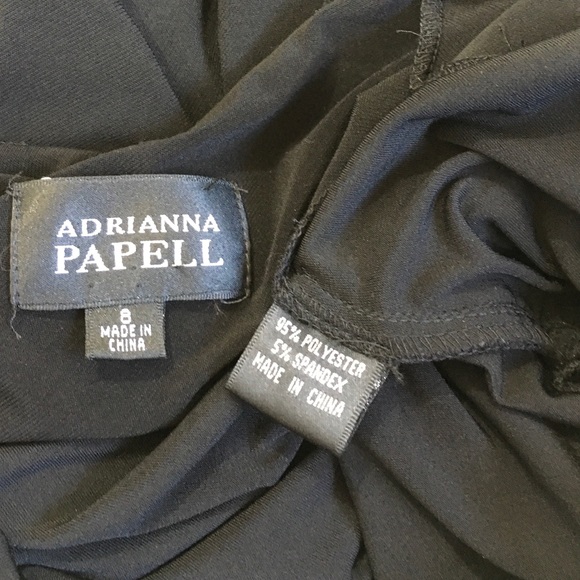 ADRIANNA
PAPELL
8
MADE IN
CHINA
95% POLYESTER
5% SPANDEX
MADE IN CHINA